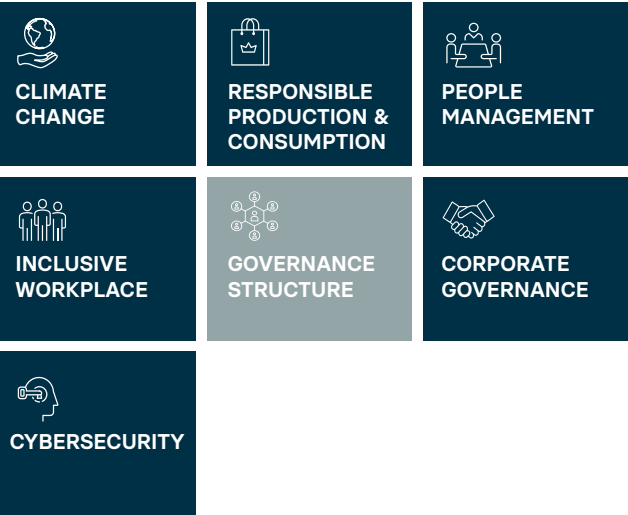 CLIMATE
CHANGE
RESPONSIBLE
PRODUCTION &
CONSUMPTION
PEOPLE
MANAGEMENT
INCLUSIVE
WORKPLACE
GOVERNANCE
STRUCTURE
CORPORATE
GOVERNANCE
CYBERSECURITY